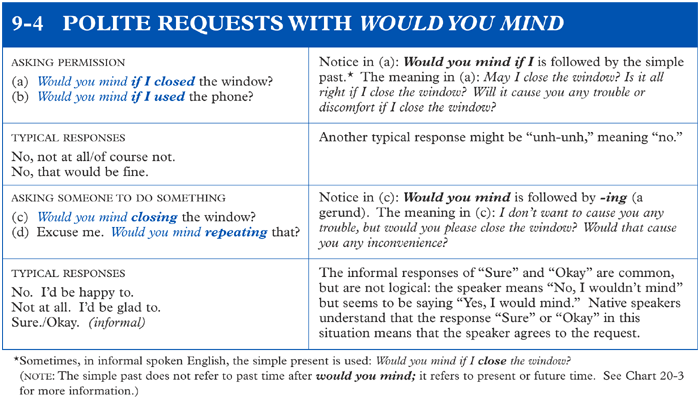 9-4 POLITE REQUESTS WITH WOULD YOU MIND
ASKING PERMISSION
(a) Would you mind if I closed the window?
(b) Would you mind if I used the phone?
Notice in (a): Would you mind if I is followed by the simple
past.* The meaning in (a): May I close the window? Is it all
right if I close the window? Will it cause you any trouble or
discomfort if I close the window?
TYPICAL RESPONSES
No, not at all/of course not.
No, that would be fine.
Another typical response might be “unh-unh,” meaning “no.”
ASKING SOMEONE TO DO SOMETHING
(c) Would you mind closing the window?
(d) Excuse me. Would you mind repeating that?
Notice in (c): Would you mind is followed by -ing (a
gerund). The meaning in (c): I don’t want to cause you any
trouble, but would you please close the window? Would that cause
you any inconvenience?
TYPICAL RESPONSES
No. I’d be happy to.
Not at all. I’d be glad to.
Sure./Okay. (informal)
The informal responses of “Sure” and “Okay” are common,
but are not logical: the speaker means “No, I wouldn’t mind”
but seems to be saying “Yes, I would mind.” Native speakers
understand that the response “Sure” or “Okay” in this
situation means that the speaker agrees to the request.
*Sometimes, in informal spoken English, the simple present is used: Would you mind if I close the window?
(NOTE: The simple past does not refer to past time after would you mind; it refers to present or future time. See Chart 20-3
for more information.)